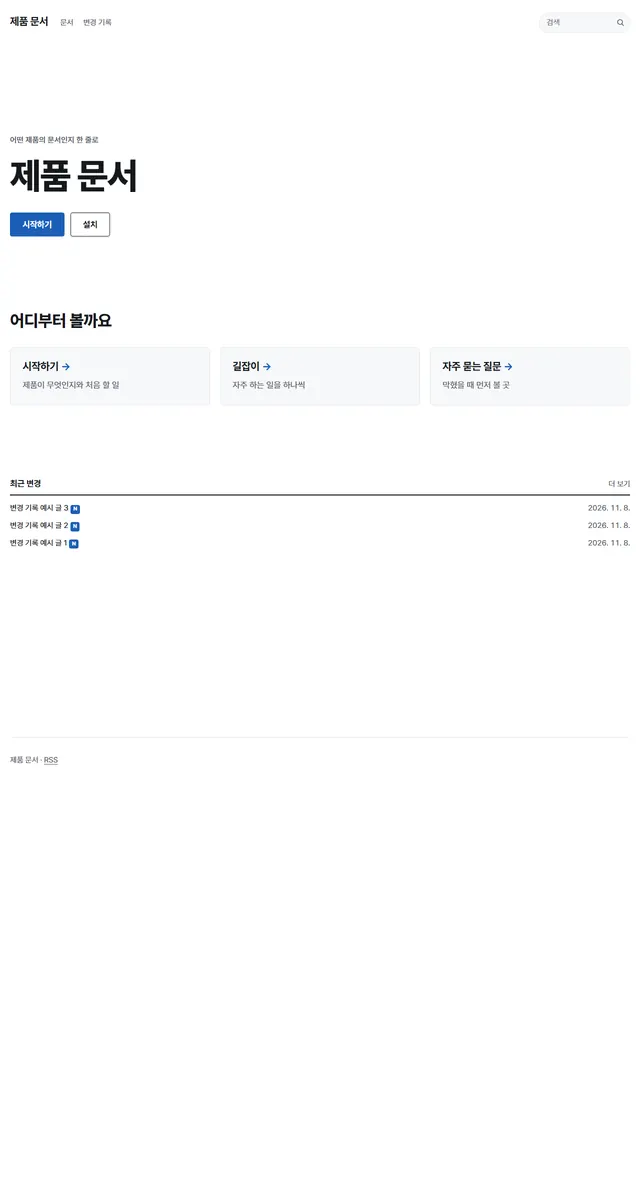 제품 문서 문서 변경 기록 검색
어떤 제품의 문서인지 한 줄로
제품 문서
시작하기 설치
어디부터 볼까요
시작하기 →
제품이 무엇인지와 처음 할 일
길잡이 →
자주 하는 일을 하나씩
자주 묻는 질문 →
막혔을 때 먼저 볼 곳
최근 변경 더 보기
변경 기록 예시 글 3 N 2026. 11. 8.
변경 기록 예시 글 2 N 2026. 11. 8.
변경 기록 예시 글 1 N 2026. 11. 8.
제품 문서 · RSS